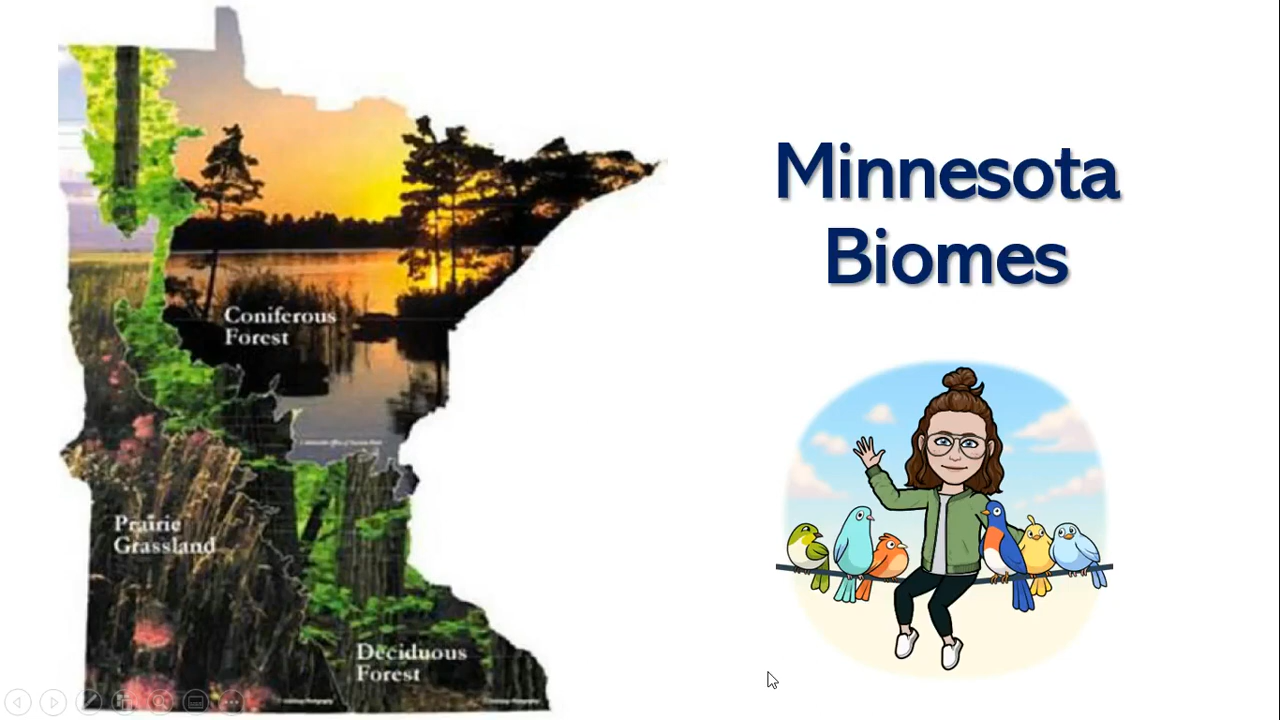 Minnesota
Biomes
Coniferous
Forest
Prairie
Grassland
Deciduous
Forest